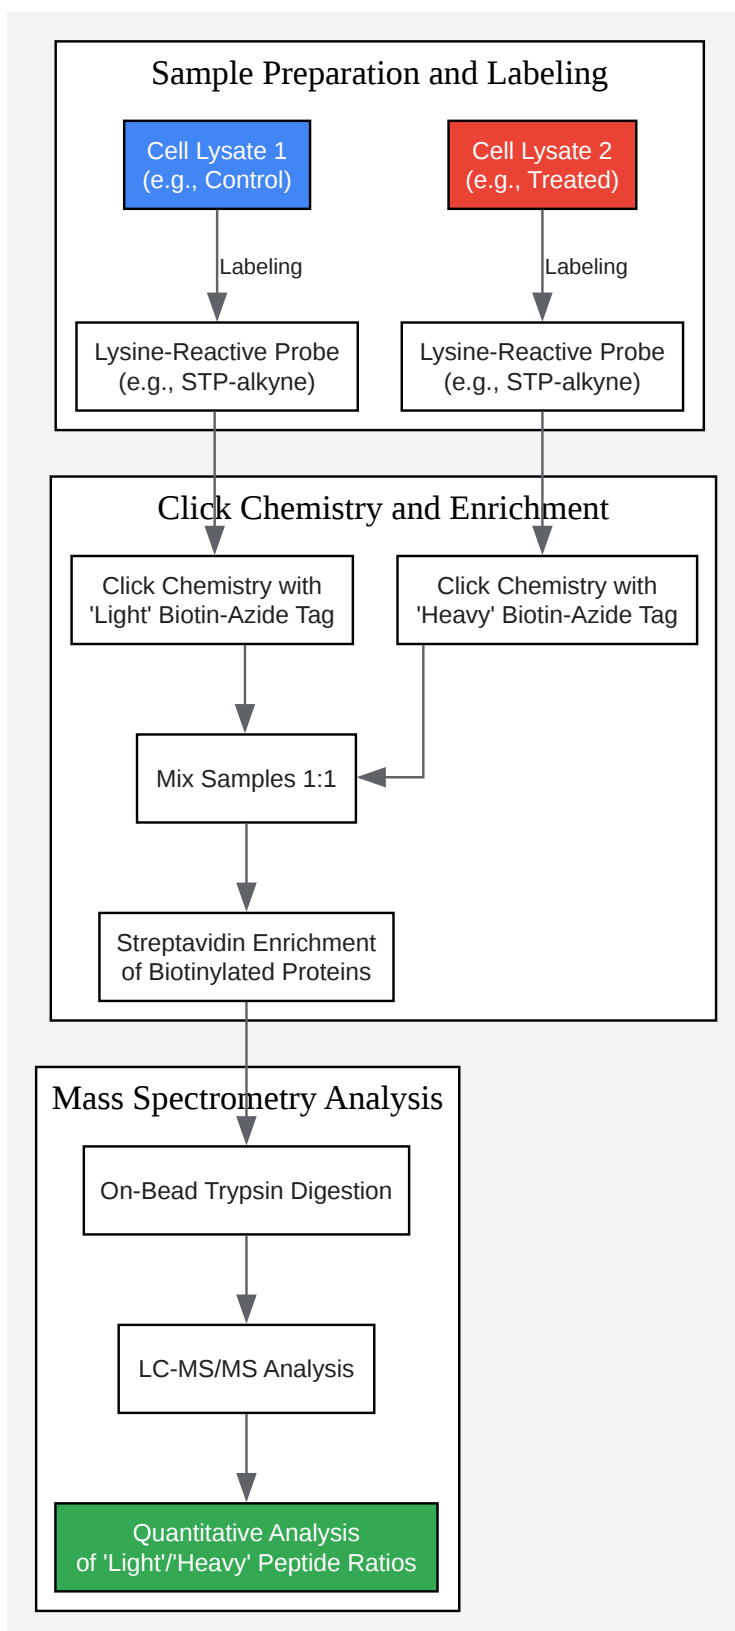 Sample Preparation and Labeling
Cell Lysate 1
(e.g., Control)
Cell Lysate 2
(e.g., Treated)
Labeling
Labeling
Lysine-Reactive Probe
(e.g., STP-alkyne)
Lysine-Reactive Probe
(e.g., STP-alkyne)
Click Chemistry and Enrichment
Click Chemistry with
'Light' Biotin-Azide Tag
Click Chemistry with
'Heavy' Biotin-Azide Tag
Mix Samples 1:1
Streptavidin Enrichment
of Biotinylated Proteins
Mass Spectrometry Analysis
On-Bead Trypsin Digestion
LC-MS/MS Analysis
Quantitative Analysis
of 'Light'/'Heavy' Peptide Ratios